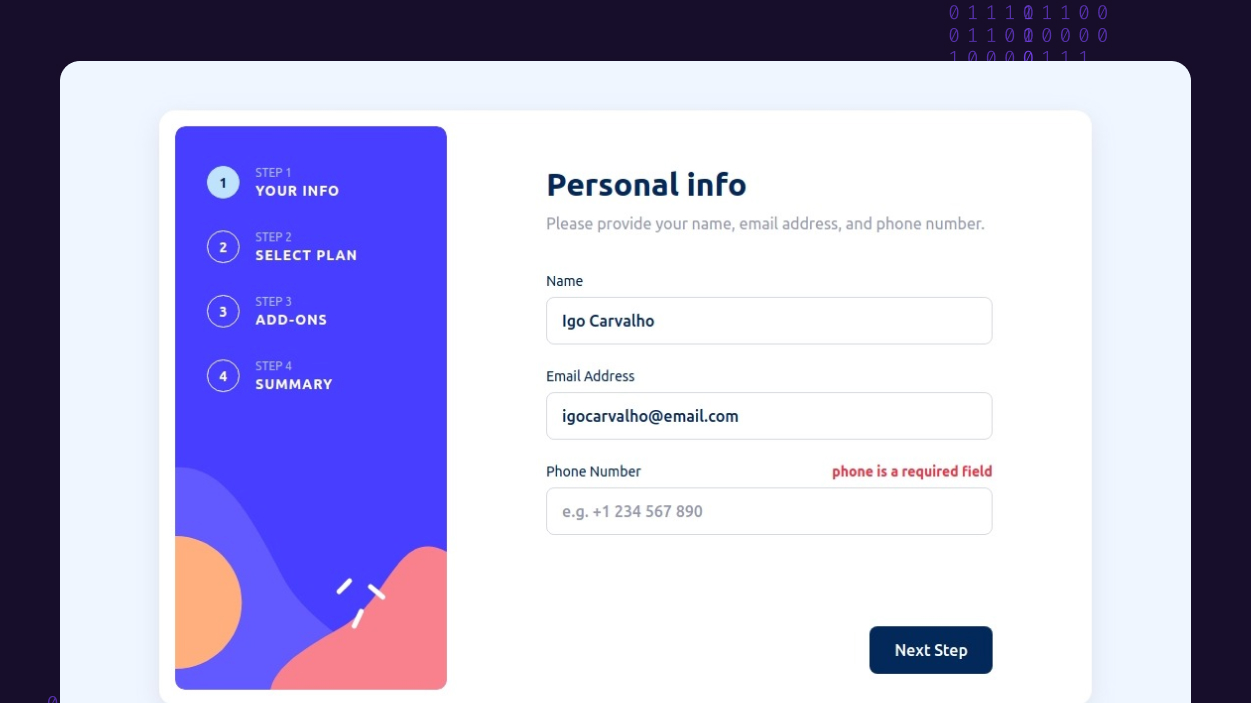 0 1 1 1 0 1 1 0 0
0 1 1 0 0 0 0 0
1 0 0 0 0 1 1 1
1
STEP 1
YOUR INFO
2
STEP 2
SELECT PLAN
3
STEP 3
ADD-ONS
4
STEP 4
SUMMARY
Personal info
Please provide your name, email address, and phone number.
Name
Igo Carvalho
Email Address
igocarvalho@email.com
Phone Number
phone is a required field
e.g. +1 234 567 890
Next Step